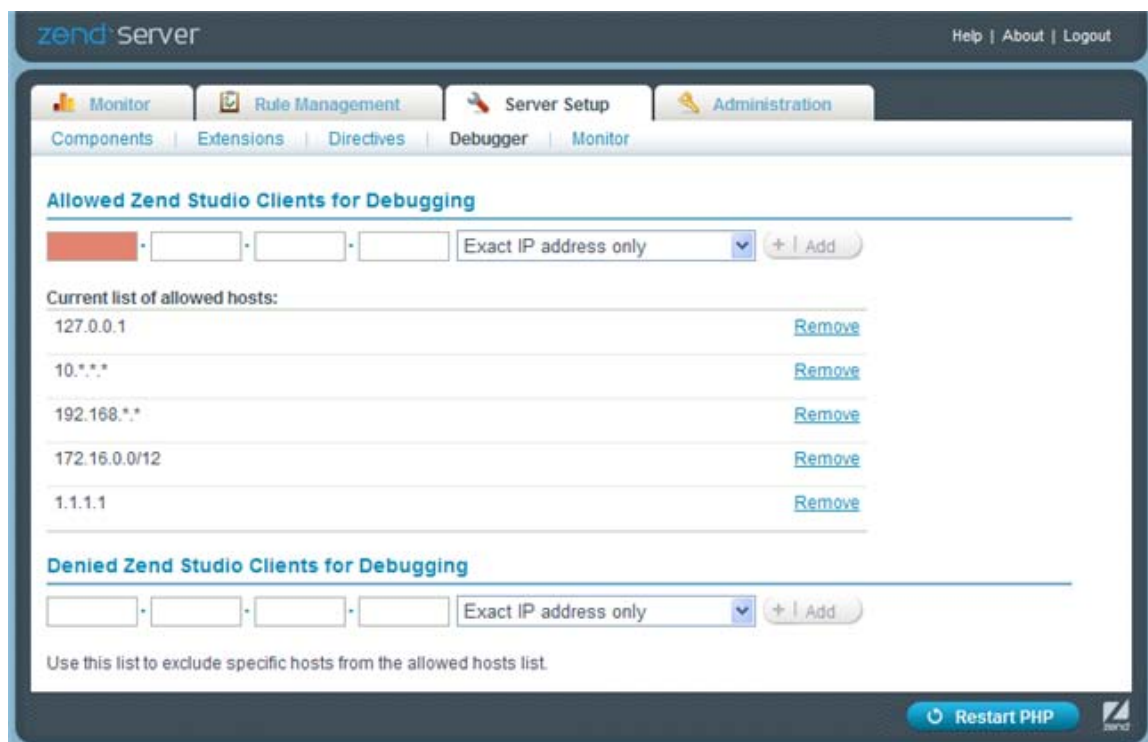 zend server
Help | About | Logout
Monitor Rule Management Server Setup Administration
Components | Extensions | Directives | Debugger | Monitor
Allowed Zend Studio Clients for Debugging
. . . Exact IP address only + | Add
Current list of allowed hosts:
127.0.0.1 Remove
10.*.*.* Remove
192.168.*.* Remove
172.16.0.0/12 Remove
1.1.1.1 Remove
Denied Zend Studio Clients for Debugging
. . . Exact IP address only + | Add
Use this list to exclude specific hosts from the allowed hosts list.
Restart PHP zend